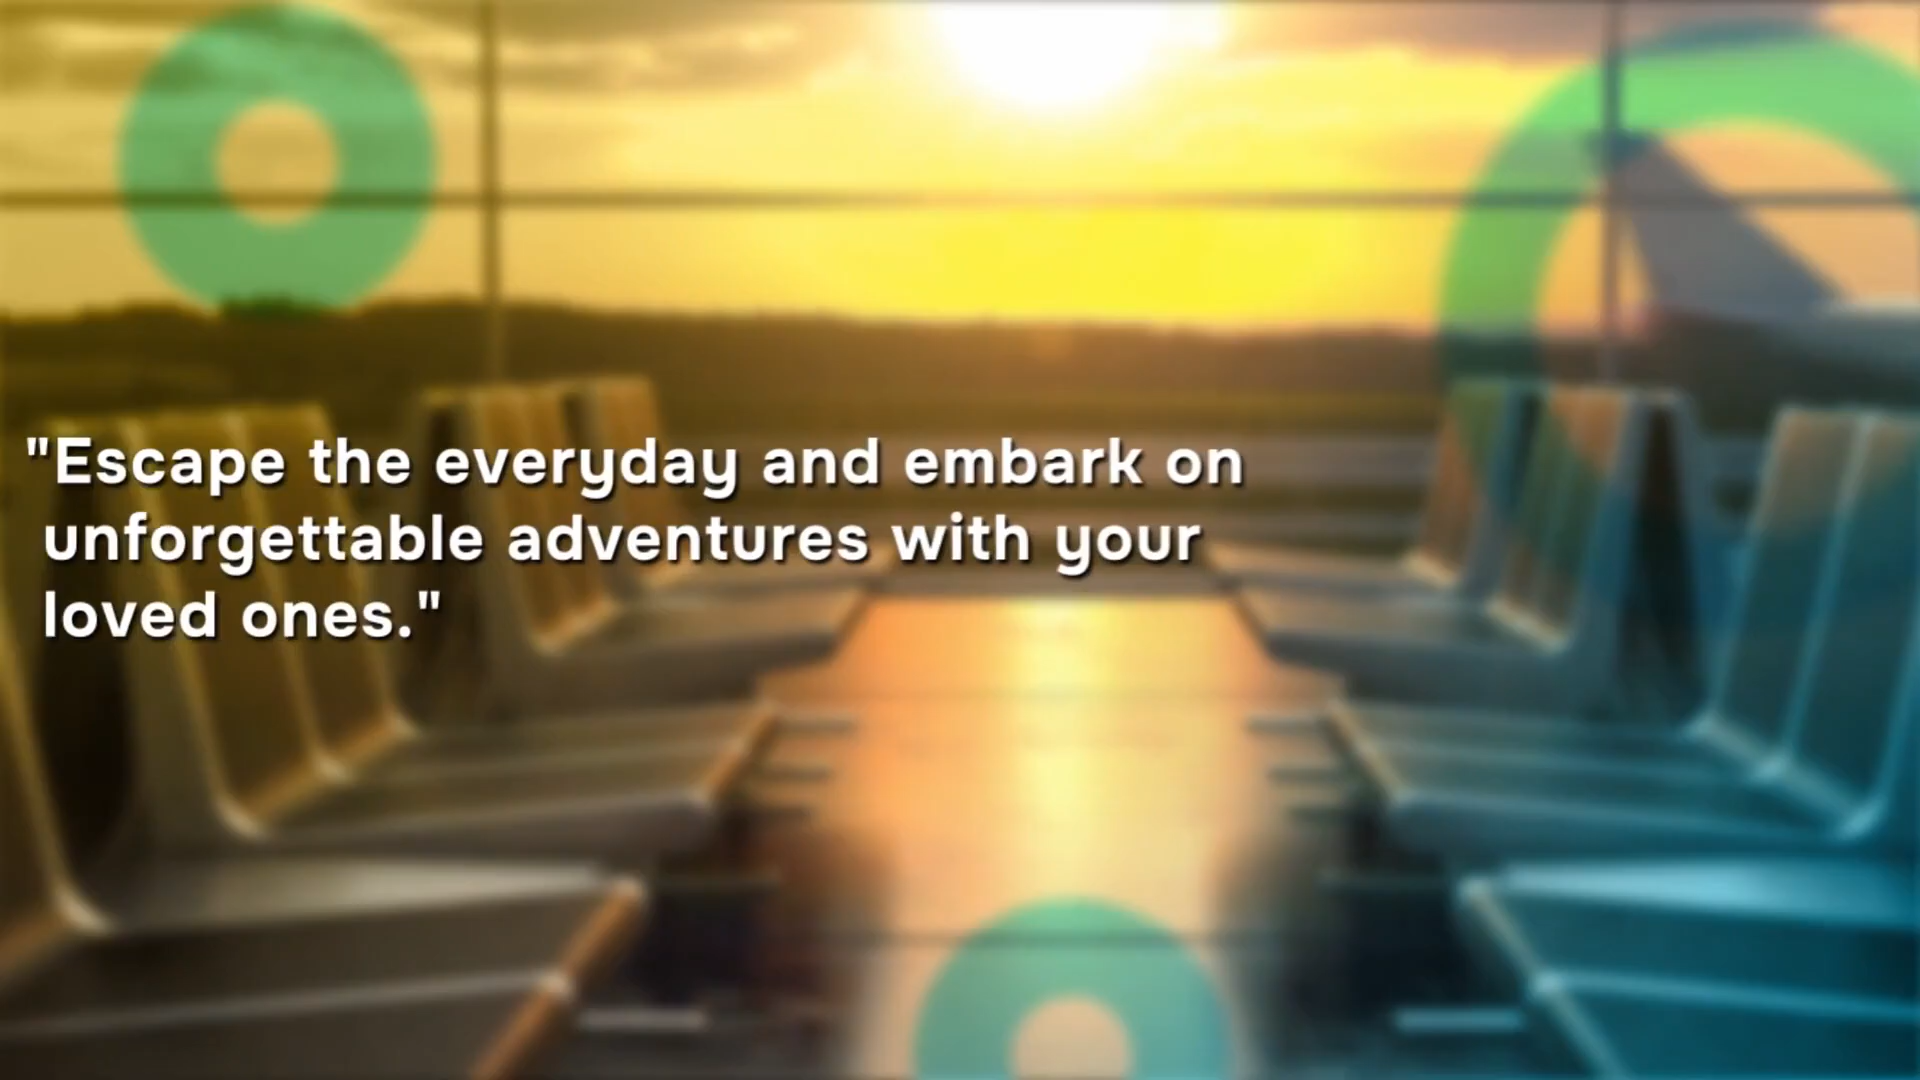 "Escape the everyday and embark on
unforgettable adventures with your
loved ones."